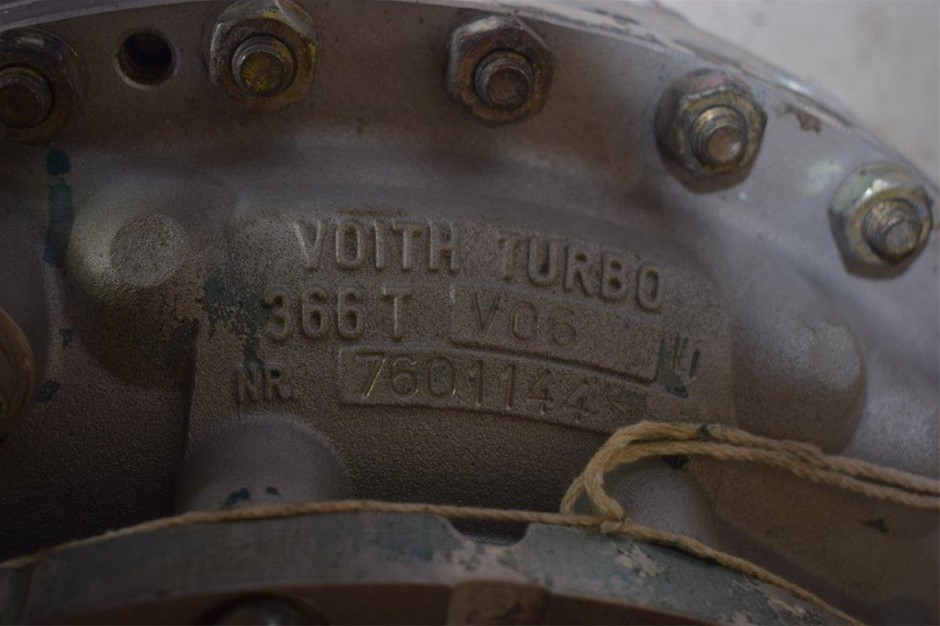 VOITH TURBO
366 T V06 U
NR. 7601144